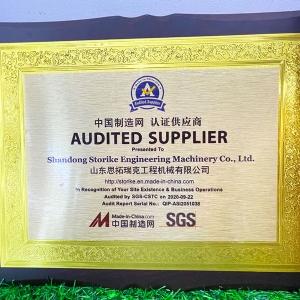 Audited Supplier
中国制造网 认证供应商
AUDITED SUPPLIER
Presented To
Shandong Storike Engineering Machinery Co., Ltd.
山东思拓瑞克工程机械有限公司
http://storike.en.made-in-china.com
In Recognition of Your Site Existence & Business Operations
Audited by SGS-CSTC on 2020-09-22
Audit Report Serial No.: QIP-ASI2051038
Made-in-China.com
中国制造网
SGS